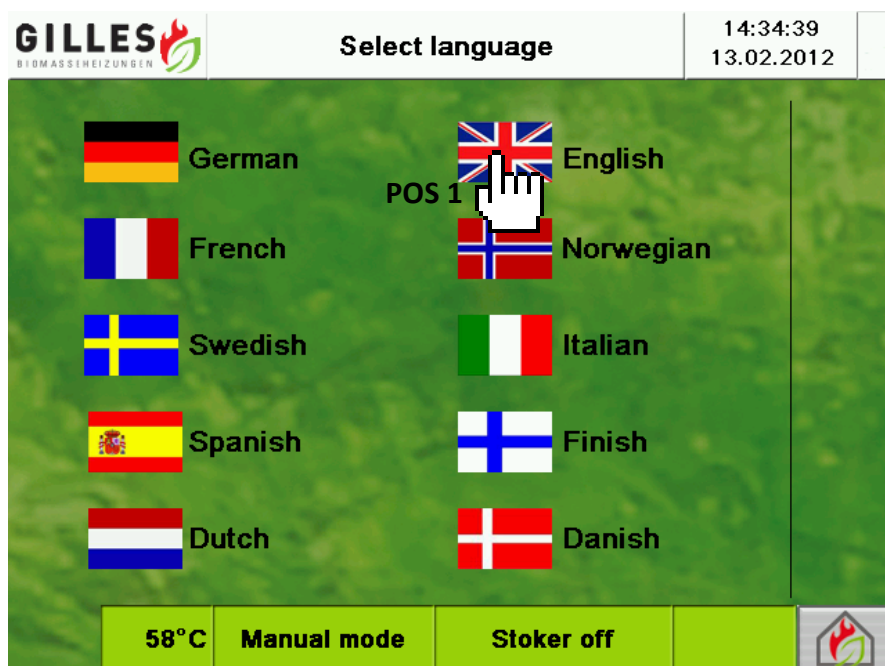 GILLES
BIOMASSEHEIZUNGEN
Select language
14:34:39
13.02.2012
German
English
POS 1
French
Norwegian
Swedish
Italian
Spanish
Finish
Dutch
Danish
58°C
Manual mode
Stoker off